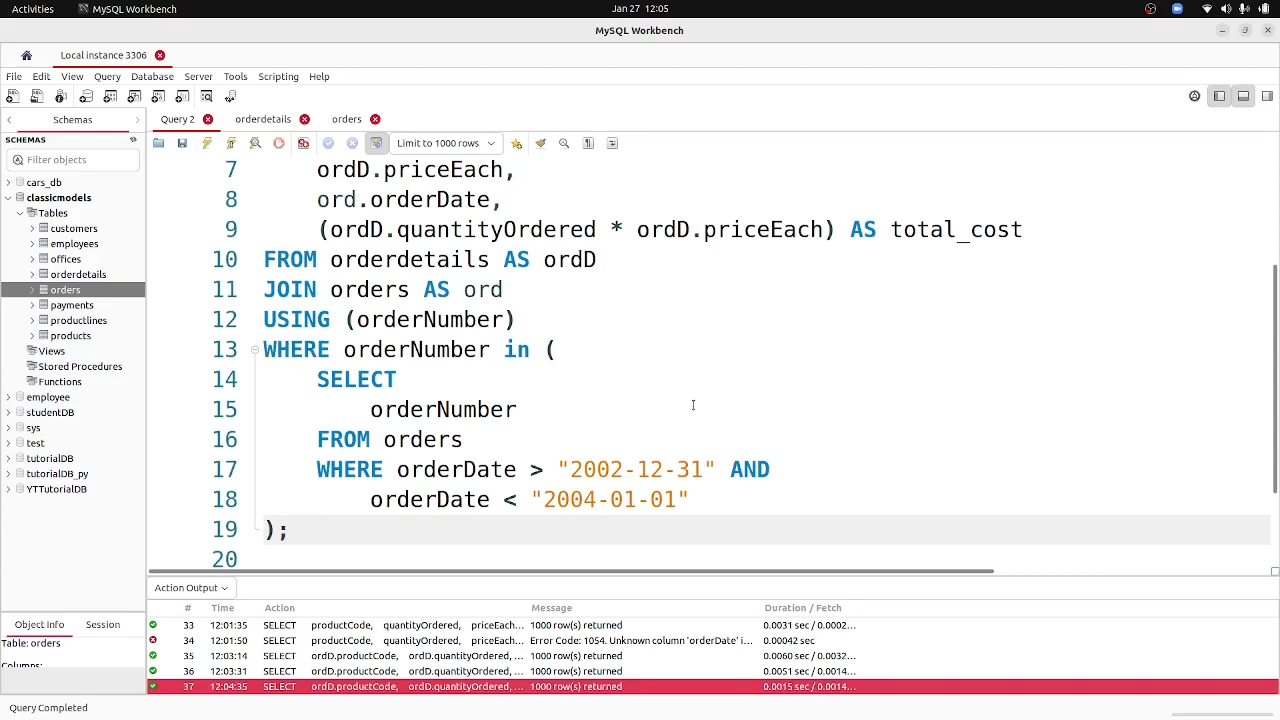 Activities MySQL Workbench Jan 27 12:05
MySQL Workbench
Local instance 3306
File Edit View Query Database Server Tools Scripting Help
Schemas
Query 2 orderdetails orders
SCHEMAS
Filter objects
Limit to 1000 rows
cars_db
classicmodels
Tables
customers
employees
offices
orderdetails
orders
payments
productlines
products
Views
Stored Procedures
Functions
employee
studentDB
sys
test
tutorialDB
tutorialDB_py
YTTutorialDB
7 ordD.priceEach,
8 ord.orderDate,
9 (ordD.quantityOrdered * ordD.priceEach) AS total_cost
10 FROM orderdetails AS ordD
11 JOIN orders AS ord
12 USING (orderNumber)
13 WHERE orderNumber in (
14 SELECT
15 orderNumber
16 FROM orders
17 WHERE orderDate > "2002-12-31" AND
18 orderDate < "2004-01-01"
19 );
20
Action Output
# Time Action Message Duration / Fetch
33 12:01:35 SELECT productCode, quantityOrdered, priceEach... 1000 row(s) returned 0.0031 sec / 0.0002...
34 12:01:50 SELECT productCode, quantityOrdered, priceEach... Error Code: 1054. Unknown column 'orderDate' i... 0.00042 sec
35 12:03:14 SELECT ordD.productCode, ordD.quantityOrdered, ... 1000 row(s) returned 0.0060 sec / 0.0032...
36 12:03:31 SELECT ordD.productCode, ordD.quantityOrdered, ... 1000 row(s) returned 0.0051 sec / 0.0014...
37 12:04:35 SELECT ordD.productCode, ordD.quantityOrdered, ... 1000 row(s) returned 0.0015 sec / 0.0014...
Object Info Session
Table: orders
Columns:
Query Completed